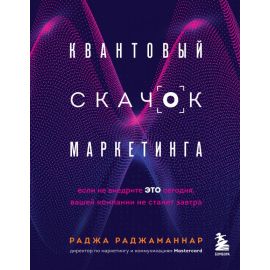 КВАНТОВЫЙ
СКАЧОК
МАРКЕТИНГА
если не внедрите ЭТО сегодня,
вашей компании не станет завтра
РАДЖА РАДЖАМАННАР
директор по маркетингу и коммуникациям Mastercard
БОМБОРА